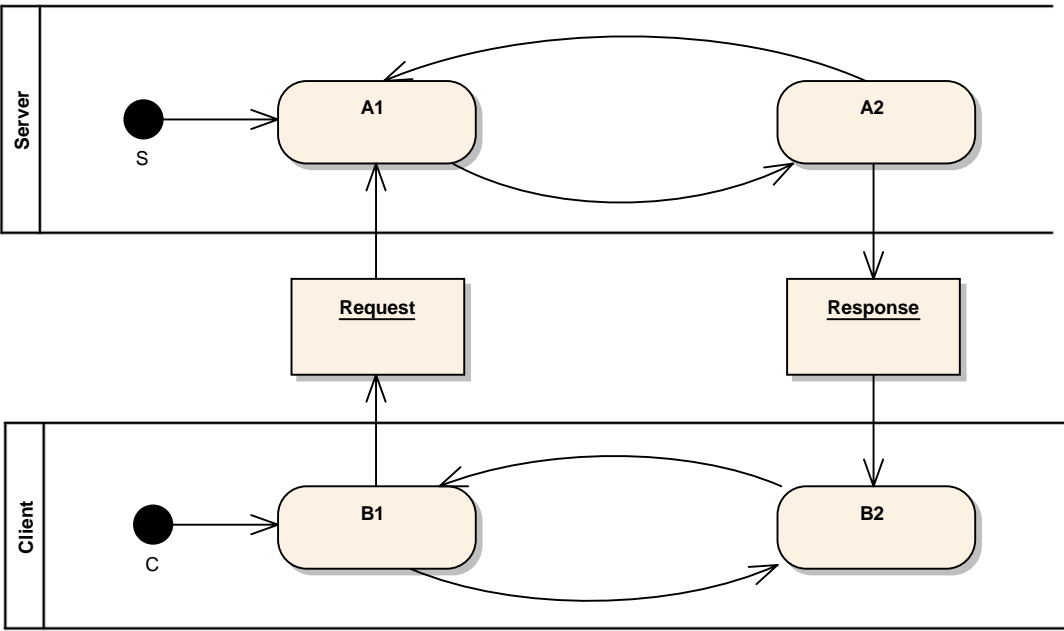 Server
S
A1
A2
Request
Response
Client
C
B1
B2